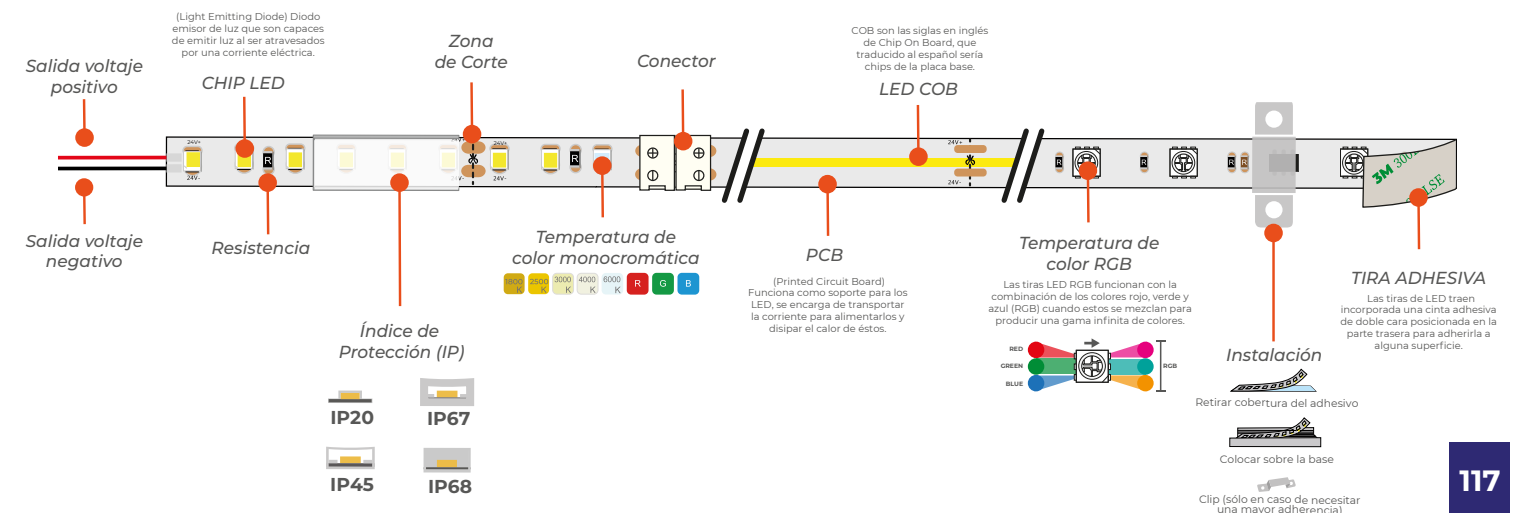 (Light Emitting Diode) Diodo
emisor de luz que son capaces
de emitir luz al ser atravesados
por una corriente eléctrica.
CHIP LED
Salida voltaje
positivo
Zona
de Corte
Conector
COB son las siglas en inglés
de Chip On Board, que
traducido al español sería
chips de la placa base.
LED COB
24V+
24V-
R
24V+
24V-
R
24V+
24V-
R
R
R
R
3M 300
LSE
Salida voltaje
negativo
Resistencia
Índice de
Protección (IP)
IP20
IP67
IP45
IP68
Temperatura de
color monocromática
1800
K
2500
K
3000
K
4000
K
6000
K
R
G
B
PCB
(Printed Circuit Board)
Funciona como soporte para los
LED, se encarga de transportar
la corriente para alimentarlos y
disipar el calor de éstos.
Temperatura de
color RGB
Las tiras LED RGB funcionan con la
combinación de los colores rojo, verde y
azul (RGB) cuando estos se mezclan para
producir una gama infinita de colores.
RED
GREEN
BLUE
RGB
Instalación
Retirar cobertura del adhesivo
Colocar sobre la base
Clip (sólo en caso de necesitar
una mayor adherencia)
TIRA ADHESIVA
Las tiras de LED traen
incorporada una cinta adhesiva
de doble cara posicionada en la
parte trasera para adherirla a
alguna superficie.
117